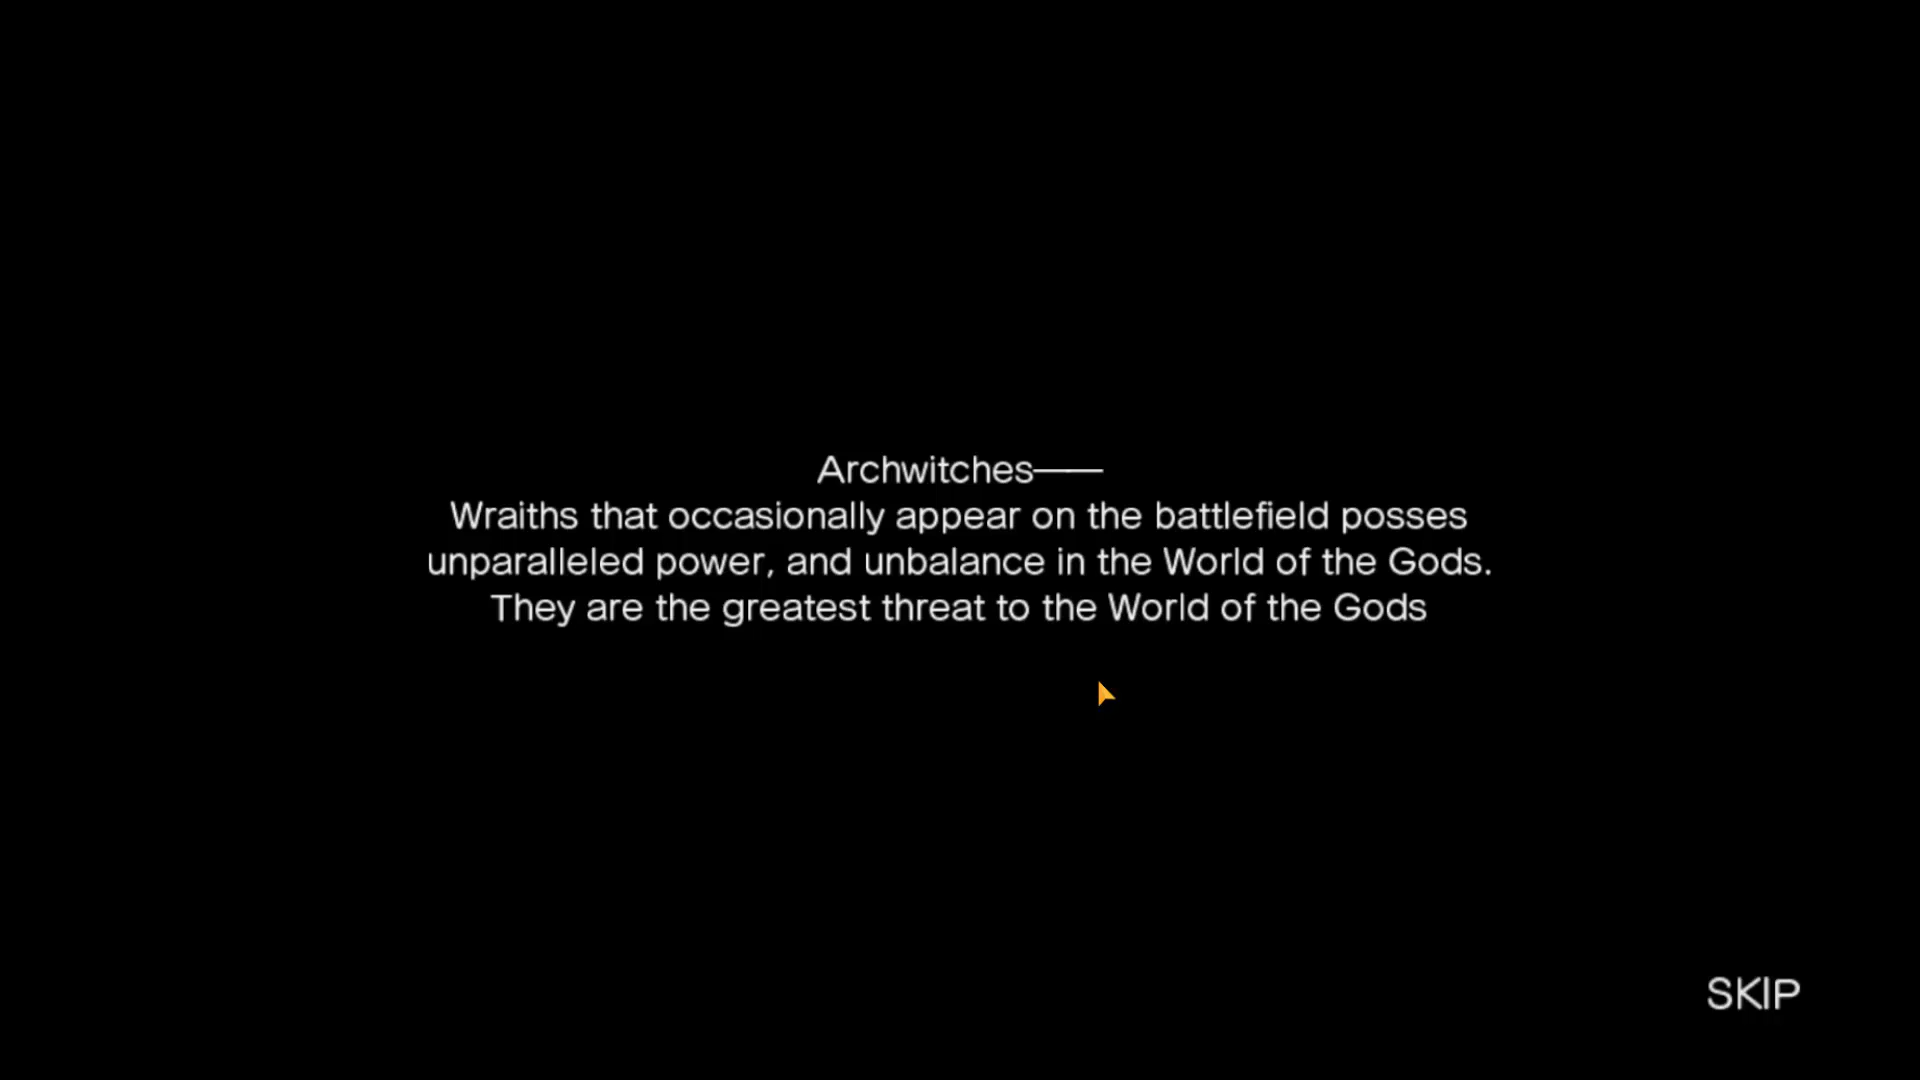 Archwitches——
Wraiths that occasionally appear on the battlefield posses
unparalleled power, and unbalance in the World of the Gods.
They are the greatest threat to the World of the Gods
SKIP